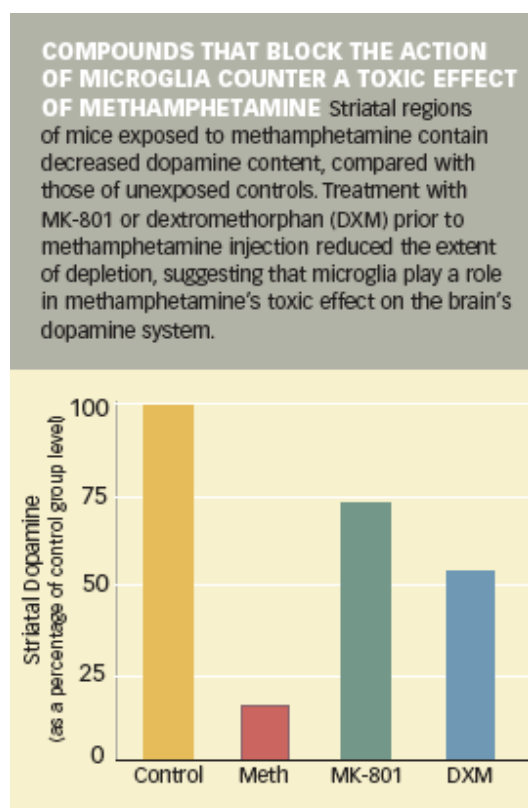 COMPOUNDS THAT BLOCK THE ACTION
OF MICROGLIA COUNTER A TOXIC EFFECT
OF METHAMPHETAMINE Striatal regions
of mice exposed to methamphetamine contain
decreased dopamine content, compared with
those of unexposed controls. Treatment with
MK-801 or dextromethorphan (DXM) prior to
methamphetamine injection reduced the extent
of depletion, suggesting that microglia play a role
in methamphetamine's toxic effect on the brain's
dopamine system.
Striatal Dopamine
(as a percentage of control group level)
100
75
50
25
0
Control Meth MK-801 DXM